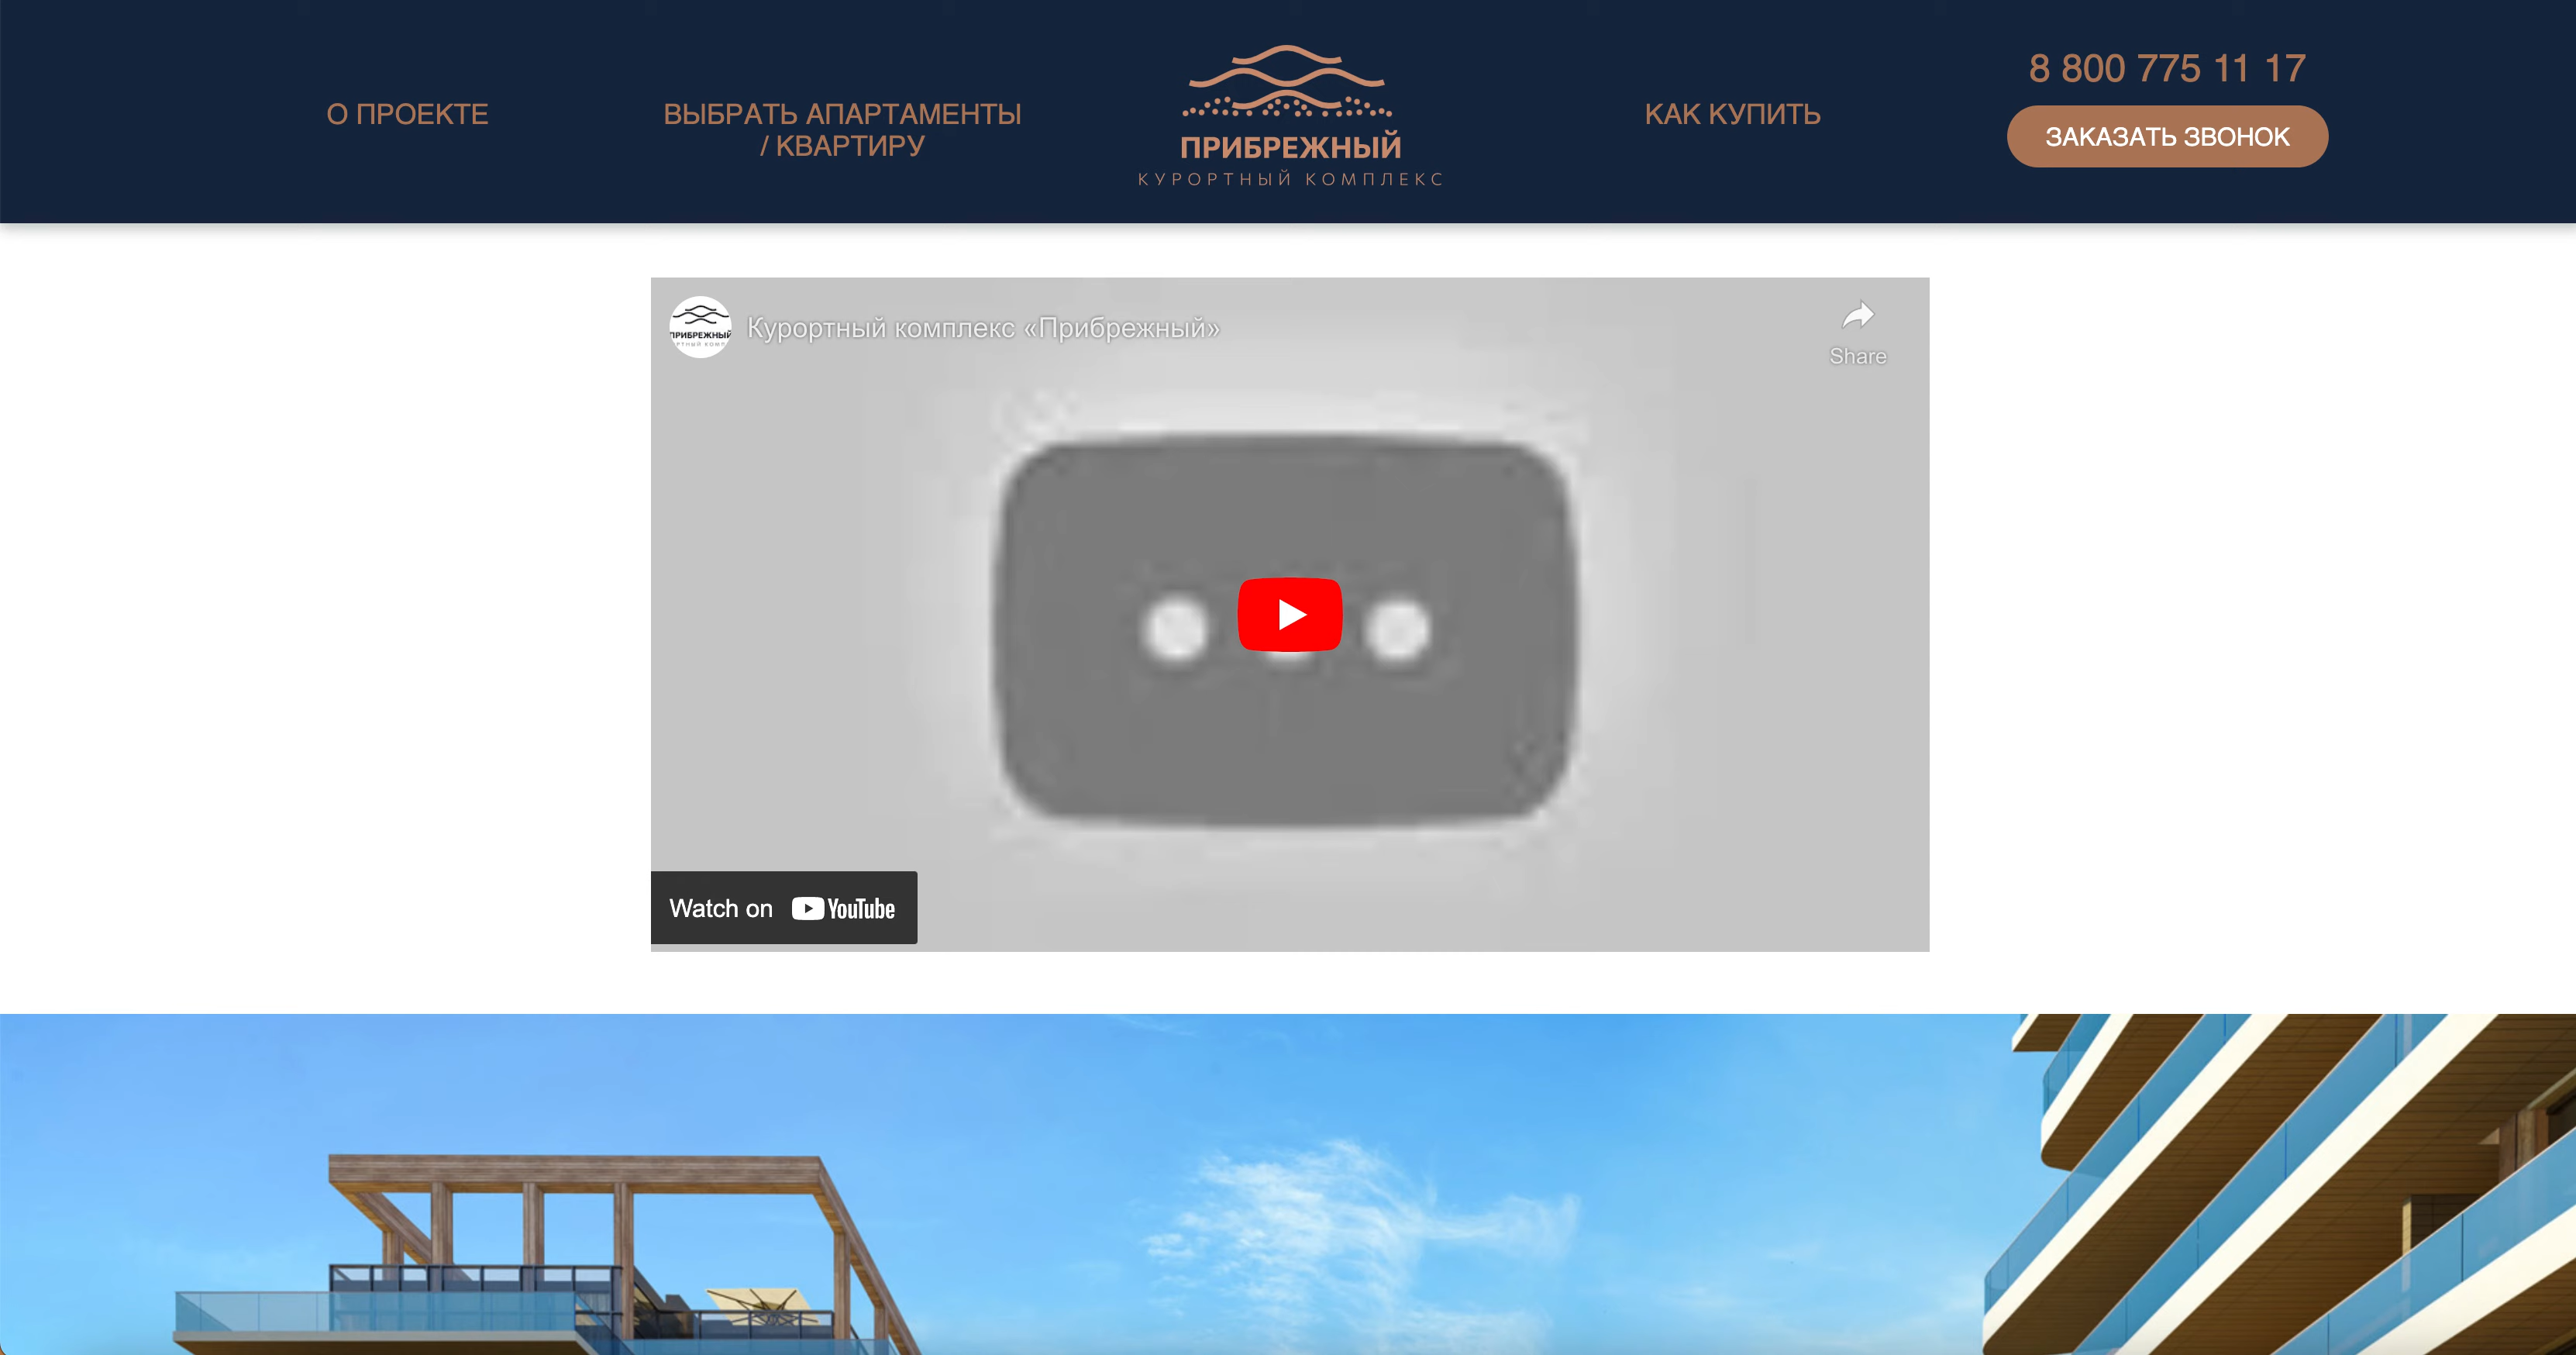 8 800 775 11 17
О ПРОЕКТЕ
ВЫБРАТЬ АПАРТАМЕНТЫ
/ КВАРТИРУ
ПРИБРЕЖНЫЙ
КУРОРТНЫЙ КОМПЛЕКС
КАК КУПИТЬ
ЗАКАЗАТЬ ЗВОНОК
ПРИБРЕЖНЫЙ
Курортный комплекс «Прибрежный»
Share
Watch on YouTube